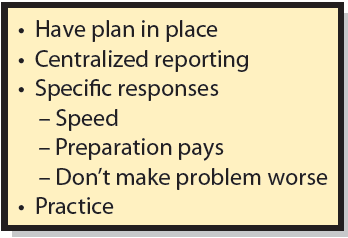 • Have plan in place
• Centralized reporting
• Specific responses
– Speed
– Preparation pays
– Don't make problem worse
• Practice